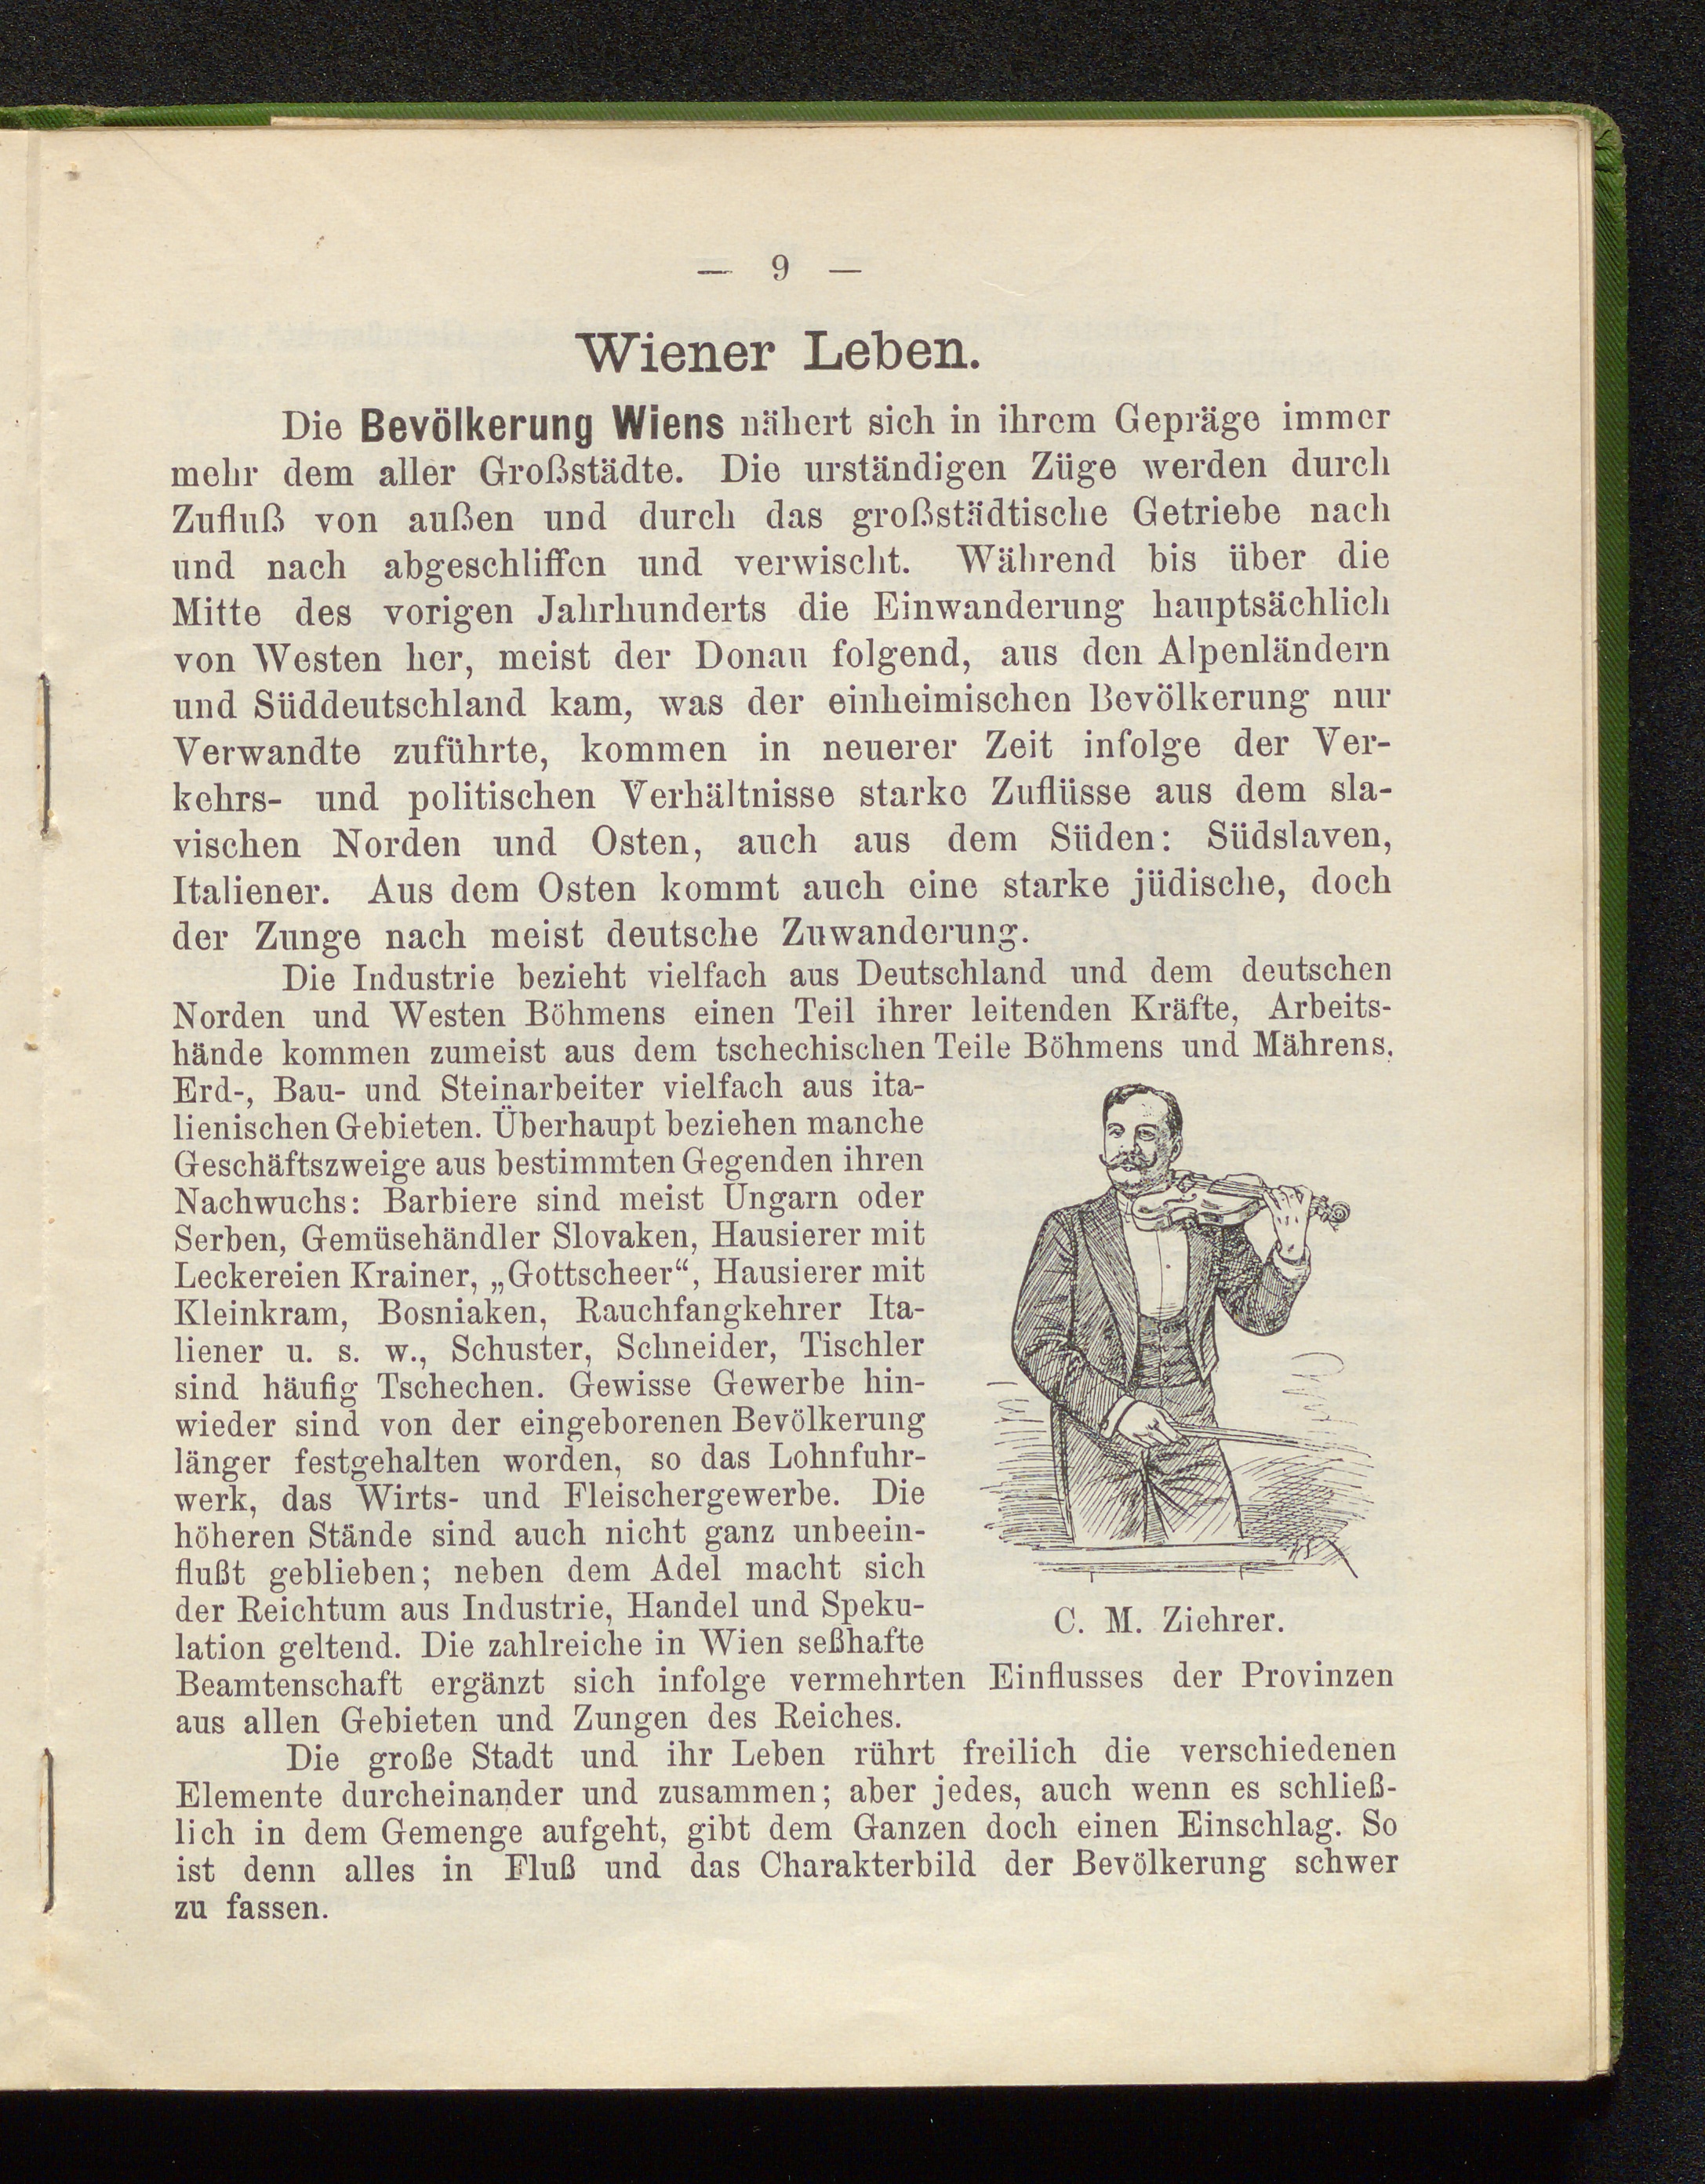 — 9 —
Wiener Leben.
Die Bevölkerung Wiens nähert sich in ihrem Gepräge immer
mehr dem aller Großstädte. Die urständigen Züge werden durch
Zufluß von außen und durch das großstädtische Getriebe nach
und nach abgeschliffen und verwischt. Während bis über die
Mitte des vorigen Jahrhunderts die Einwanderung hauptsächlich
von Westen her, meist der Donau folgend, aus den Alpenländern
und Süddeutschland kam, was der einheimischen Bevölkerung nur
Verwandte zuführte, kommen in neuerer Zeit infolge der Ver-
kehrs- und politischen Verhältnisse starke Zuflüsse aus dem sla-
vischen Norden und Osten, auch aus dem Süden: Südslaven,
Italiener. Aus dem Osten kommt auch eine starke jüdische, doch
der Zunge nach meist deutsche Zuwanderung.
Die Industrie bezieht vielfach aus Deutschland und dem deutschen
Norden und Westen Böhmens einen Teil ihrer leitenden Kräfte, Arbeits-
hände kommen zumeist aus dem tschechischen Teile Böhmens und Mährens,
Erd-, Bau- und Steinarbeiter vielfach aus ita-
lienischen Gebieten. Überhaupt beziehen manche
Geschäftszweige aus bestimmten Gegenden ihren
Nachwuchs: Barbiere sind meist Ungarn oder
Serben, Gemüsehändler Slovaken, Hausierer mit
Leckereien Krainer, „Gottscheer“, Hausierer mit
Kleinkram, Bosniaken, Rauchfangkehrer Ita-
liener u. s. w., Schuster, Schneider, Tischler
sind häufig Tschechen. Gewisse Gewerbe hin-
wieder sind von der eingeborenen Bevölkerung
länger festgehalten worden, so das Lohnfuhr-
werk, das Wirts- und Fleischergewerbe. Die
höheren Stände sind auch nicht ganz unbeein-
flußt geblieben; neben dem Adel macht sich
der Reichtum aus Industrie, Handel und Speku-
lation geltend. Die zahlreiche in Wien seßhafte
Beamtenschaft ergänzt sich infolge vermehrten Einflusses der Provinzen
aus allen Gebieten und Zungen des Reiches.
C. M. Ziehrer.
Die große Stadt und ihr Leben rührt freilich die verschiedenen
Elemente durcheinander und zusammen; aber jedes, auch wenn es schließ-
lich in dem Gemenge aufgeht, gibt dem Ganzen doch einen Einschlag. So
ist denn alles in Fluß und das Charakterbild der Bevölkerung schwer
zu fassen.